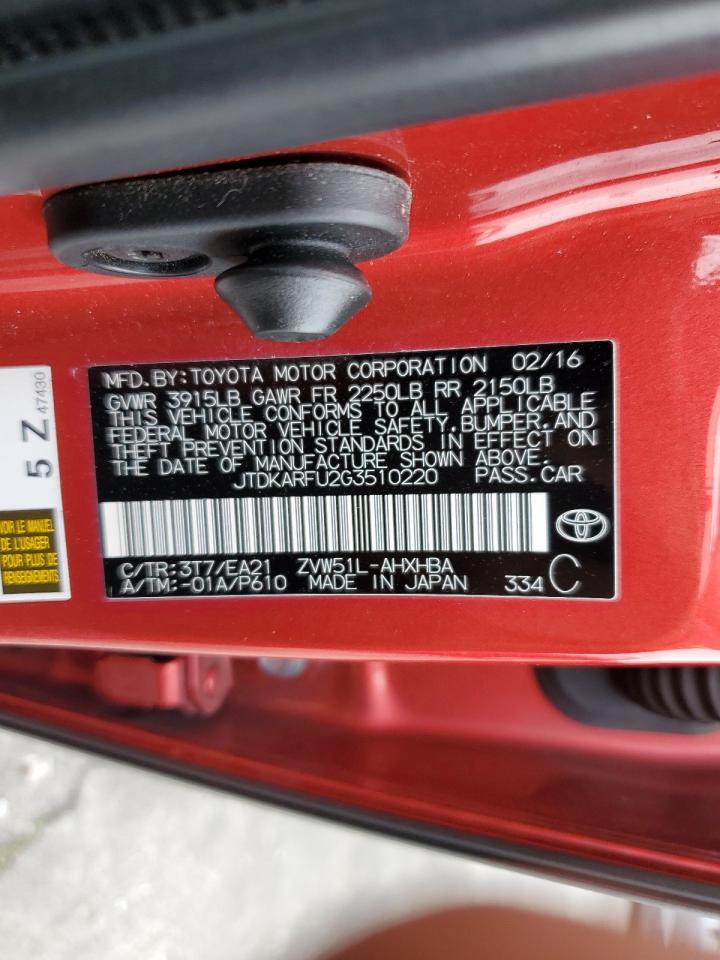 MFD.BY:TOYOTA MOTOR CORPORATION 02/16
GVWR 3915LB GAWR FR 2250LB RR 2150LB
THIS VEHICLE CONFORMS TO ALL APPLICABLE
FEDERAL MOTOR VEHICLE SAFETY,BUMPER,AND
THEFT PREVENTION STANDARDS IN EFFECT ON
THE DATE OF MANUFACTURE SHOWN ABOVE.
JTDKARFU2G3510220 PASS.CAR
C/TR:3T7/EA21 ZVW51L-AHXHBA
A/TM:-01A/P610 MADE IN JAPAN 334 C
5 Z 47430
VOIR LE MANUEL
DE L'USAGER
POUR PLUS